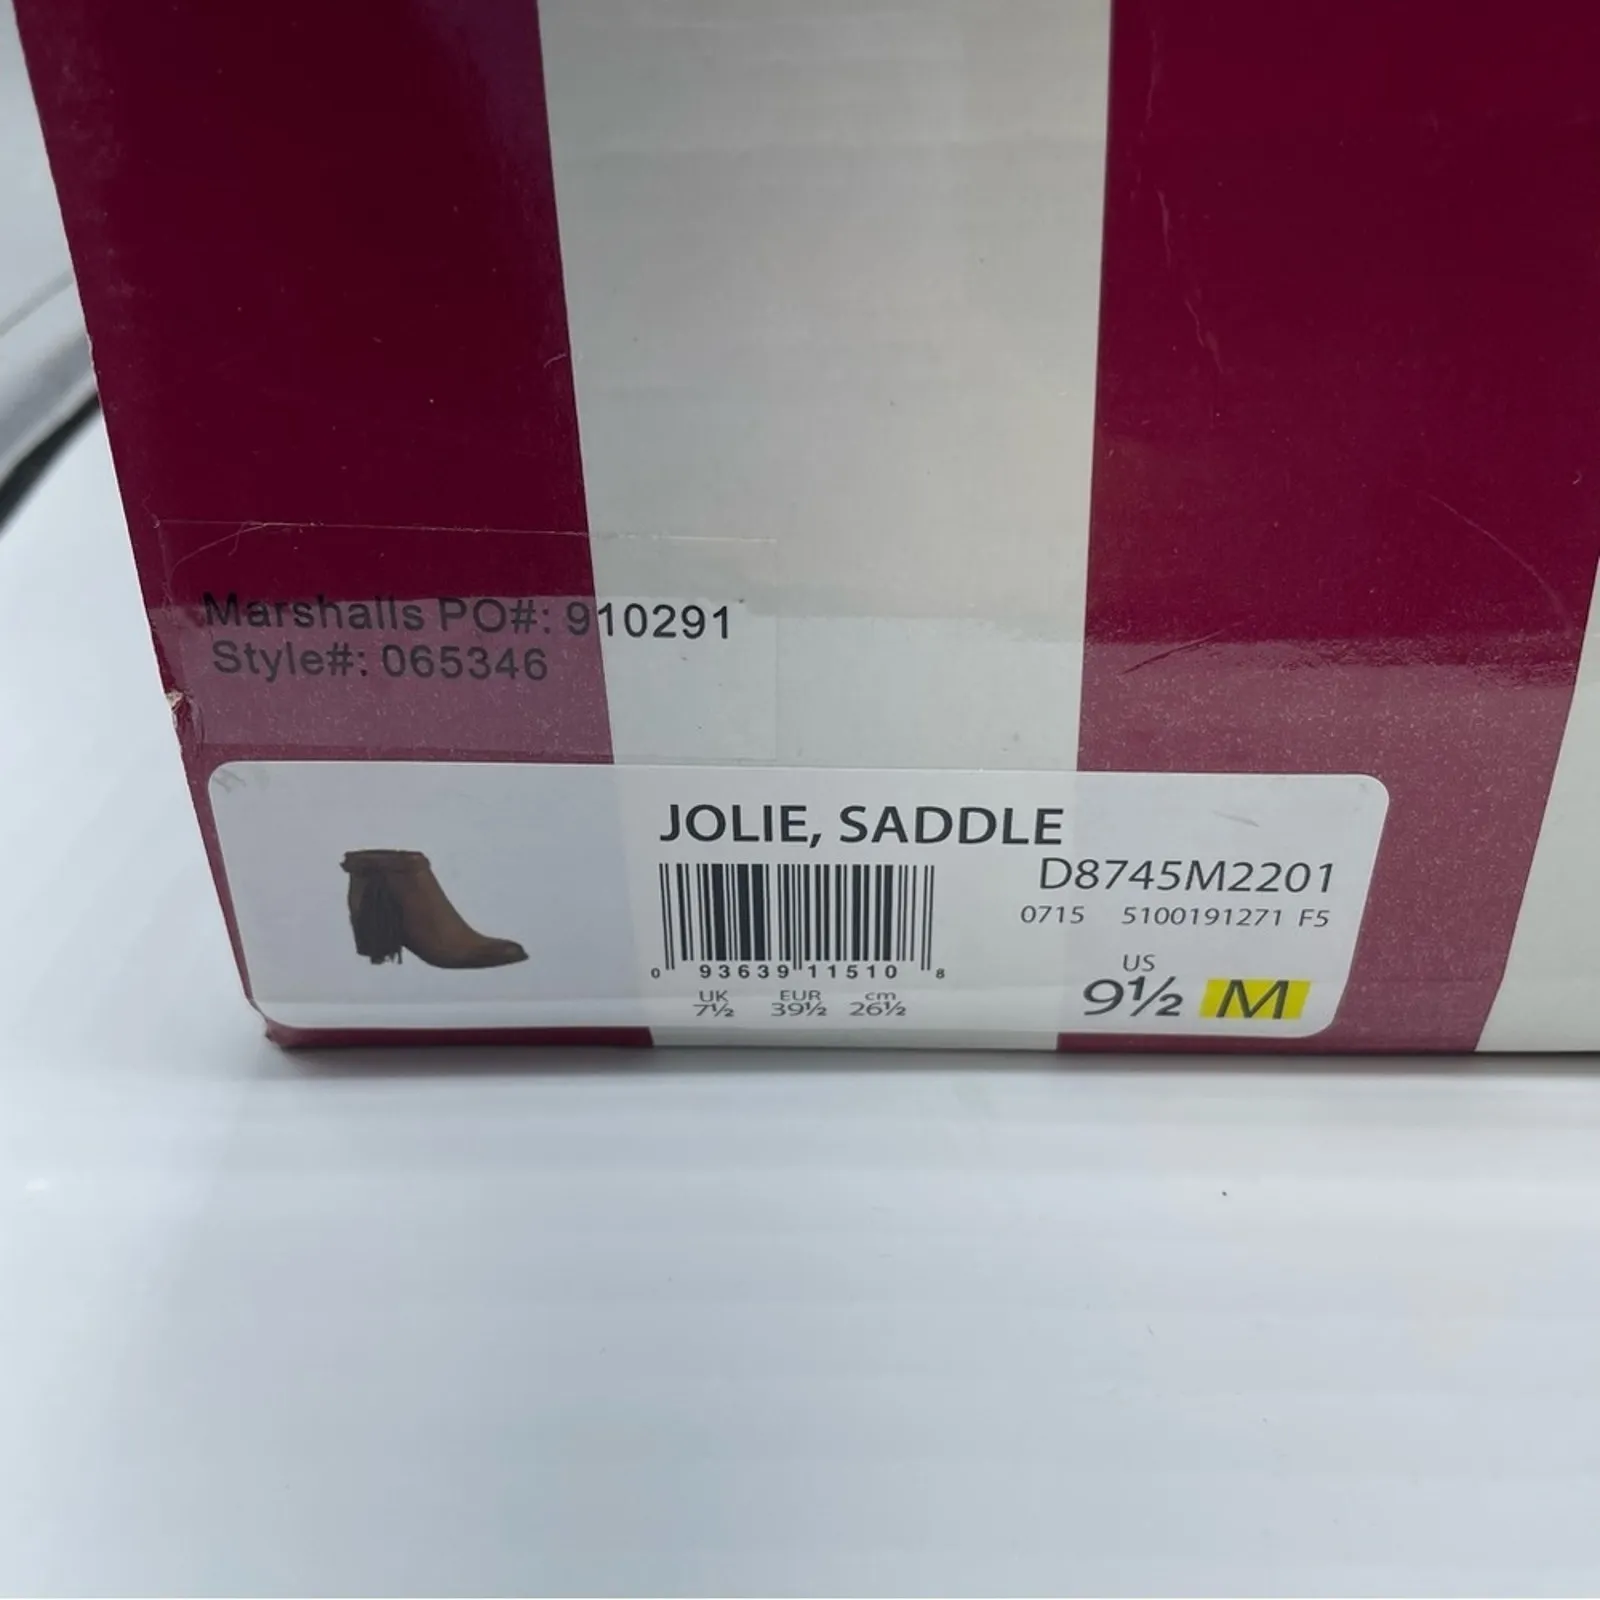 Marshalls PO#: 910291
Style#: 065346
JOLIE, SADDLE
D8745M2201
0715 5100191271 F5
0 93639 11510 8
US
UK EUR cm
7½ 39½ 26½
9½ M